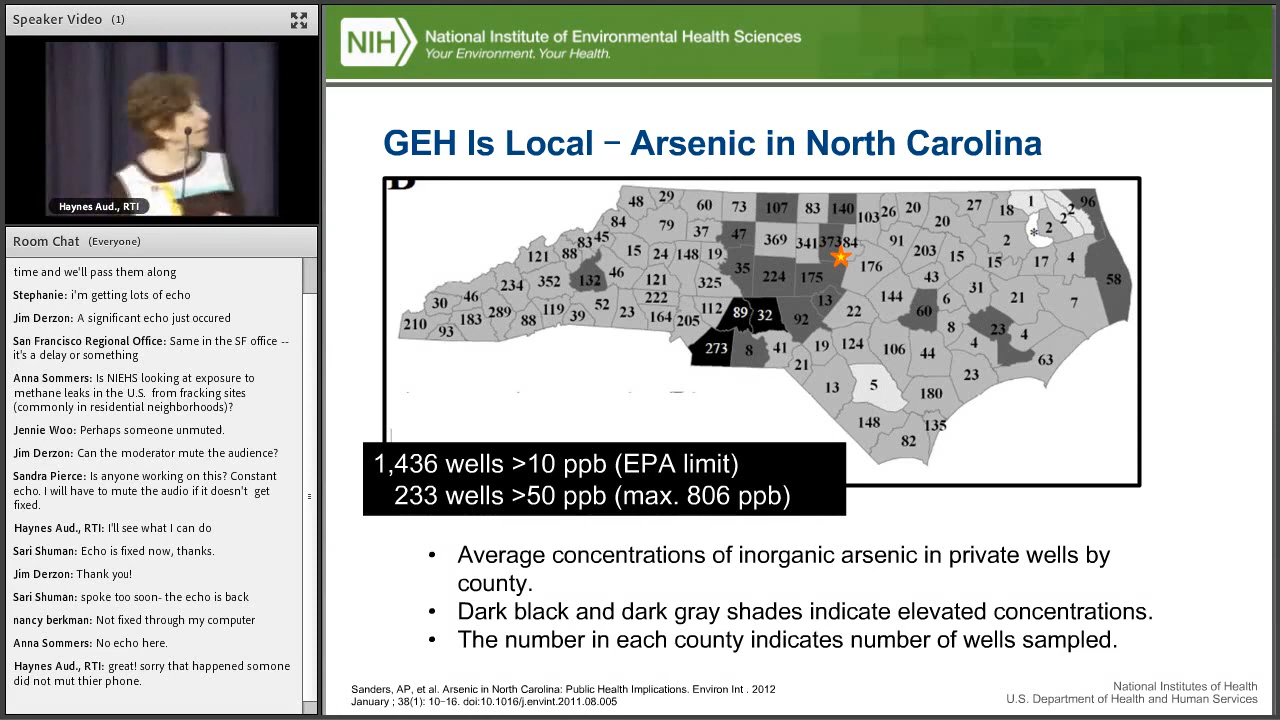 Speaker Video (1)
Haynes Aud., RTI
Room Chat (Everyone)
time and we'll pass them along
Stephanie: i'm getting lots of echo
Jim Derzon: A significant echo just occured
San Francisco Regional Office: Same in the SF office --
it's a delay or something
Anna Sommers: Is NIEHS looking at exposure to
methane leaks in the U.S. from fracking sites
(commonly in residential neighborhoods)?
Jennie Woo: Perhaps someone unmuted.
Jim Derzon: Can the moderator mute the audience?
Sandra Pierce: Is anyone working on this? Constant
echo. I will have to mute the audio if it doesn't get
fixed.
Haynes Aud., RTI: I'll see what I can do
Sari Shuman: Echo is fixed now, thanks.
Jim Derzon: Thank you!
Sari Shuman: spoke too soon- the echo is back
nancy berkman: Not fixed through my computer
Anna Sommers: No echo here.
Haynes Aud., RTI: great! sorry that happened somone
did not mut thier phone.
NIH
National Institute of Environmental Health Sciences
Your Environment. Your Health.
GEH Is Local – Arsenic in North Carolina
48 29 60 73 107 83 140 103 26 20 20 27 18 1 2 2 96
84 79 37 47 369 341 373 84 91 203 2 * 2
121 83 45 15 24 148 19 35 224 175 176 15 15 17 4 58
234 352 132 46 121 325 43 31 21 7
30 46 183 289 119 52 222 112 89 32 92 13 22 144 60 6 23 4
210 93 88 39 23 164 205 273 8 41 19 124 106 44 8 4 63
21 13 5 180 23
148 82 135
1,436 wells >10 ppb (EPA limit)
233 wells >50 ppb (max. 806 ppb)
• Average concentrations of inorganic arsenic in private wells by
county.
• Dark black and dark gray shades indicate elevated concentrations.
• The number in each county indicates number of wells sampled.
Sanders, AP, et al. Arsenic in North Carolina: Public Health Implications. Environ Int . 2012
January ; 38(1): 10–16. doi:10.1016/j.envint.2011.08.005
National Institutes of Health
U.S. Department of Health and Human Services